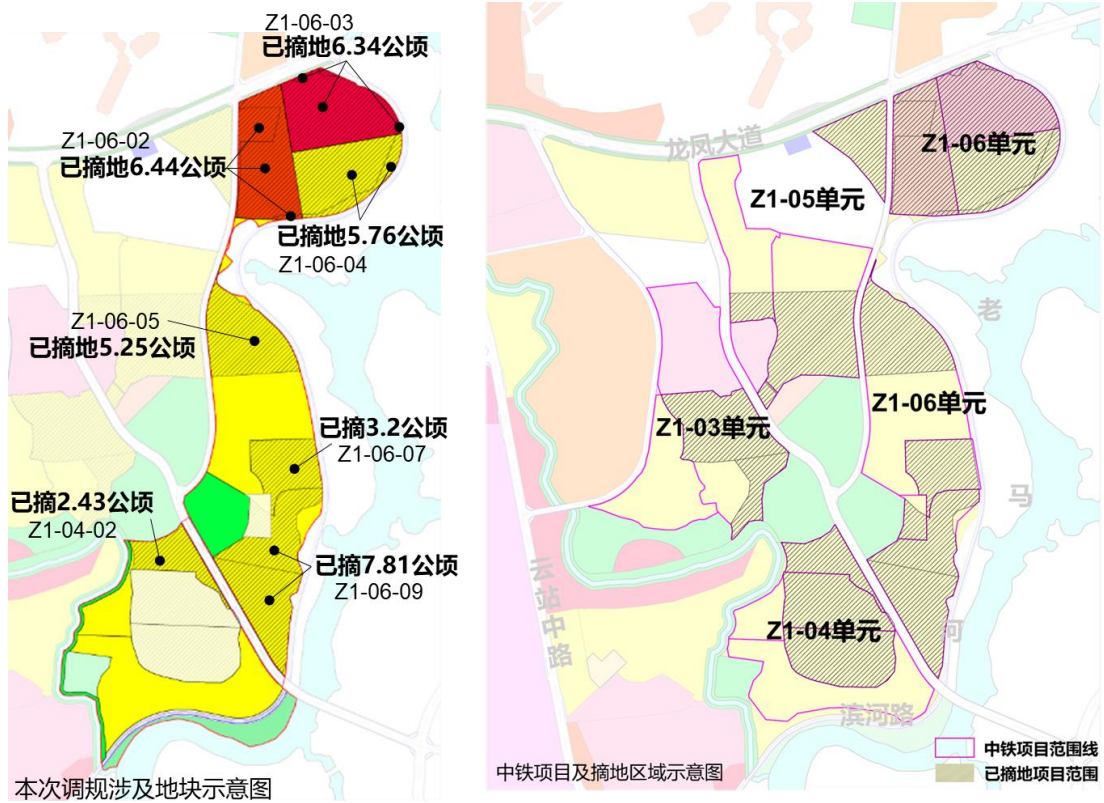 Z1-06-03
已摘地6.34公顷
Z1-06-02
已摘地6.44公顷
已摘地5.76公顷
Z1-06-04
Z1-06-05
已摘地5.25公顷
已摘3.2公顷
Z1-06-07
已摘2.43公顷
Z1-04-02
已摘7.81公顷
Z1-06-09
本次调规涉及地块示意图
龙凤大道
Z1-06单元
Z1-05单元
老
Z1-03单元
Z1-06单元
马
云站中路
Z1-04单元
河
滨河路
中铁项目范围线
已摘地项目范围
中铁项目及摘地区域示意图